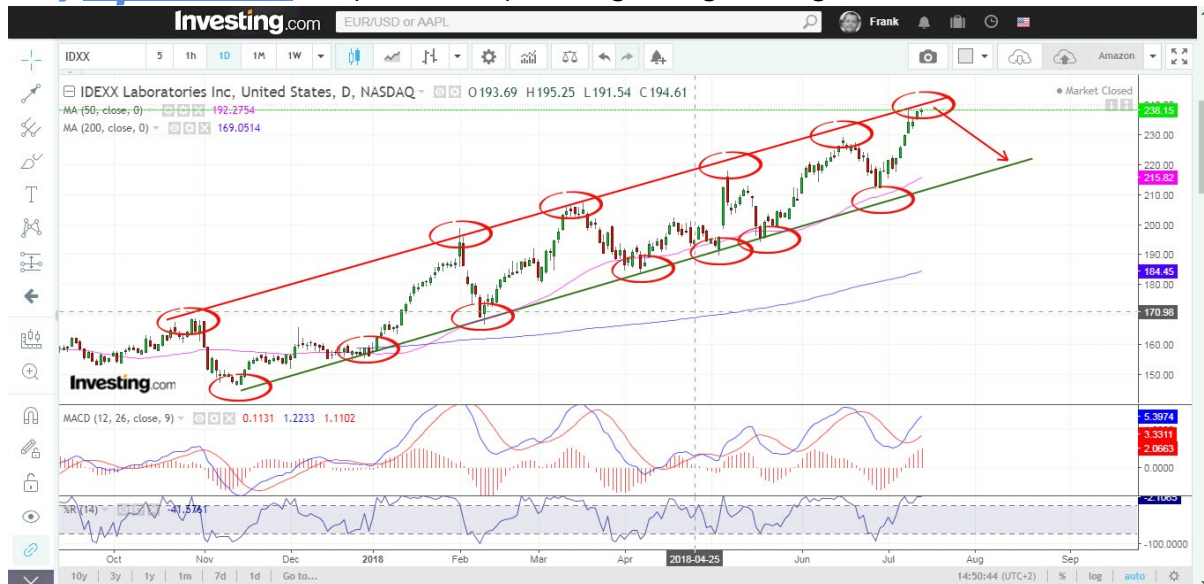 Investing.com EUR/USD or AAPL Frank
IDXX 5 1h 1D 1M 1W Amazon
IDEXX Laboratories Inc, United States, D, NASDAQ O193.69 H195.25 L191.54 C194.61 Market Closed
MA (50, close, 0) 192.2754
238.15
MA (200, close, 0) 169.0514
230.00
220.00
215.82
210.00
200.00
190.00
184.45
180.00
170.98
160.00
150.00
Investing.com
MACD (12, 26, close, 9) 0.1131 1.2233 1.1102
5.3974
3.3311
2.0663
0.0000
%R (14) -41.5761
-2.1065
-100.0000
Oct Nov Dec 2018 Feb Mar Apr 2018-04-25 Jun Jul Aug Sep
10y 3y 1y 1m 7d 1d Go to... 14:50:44 (UTC+2) % log auto